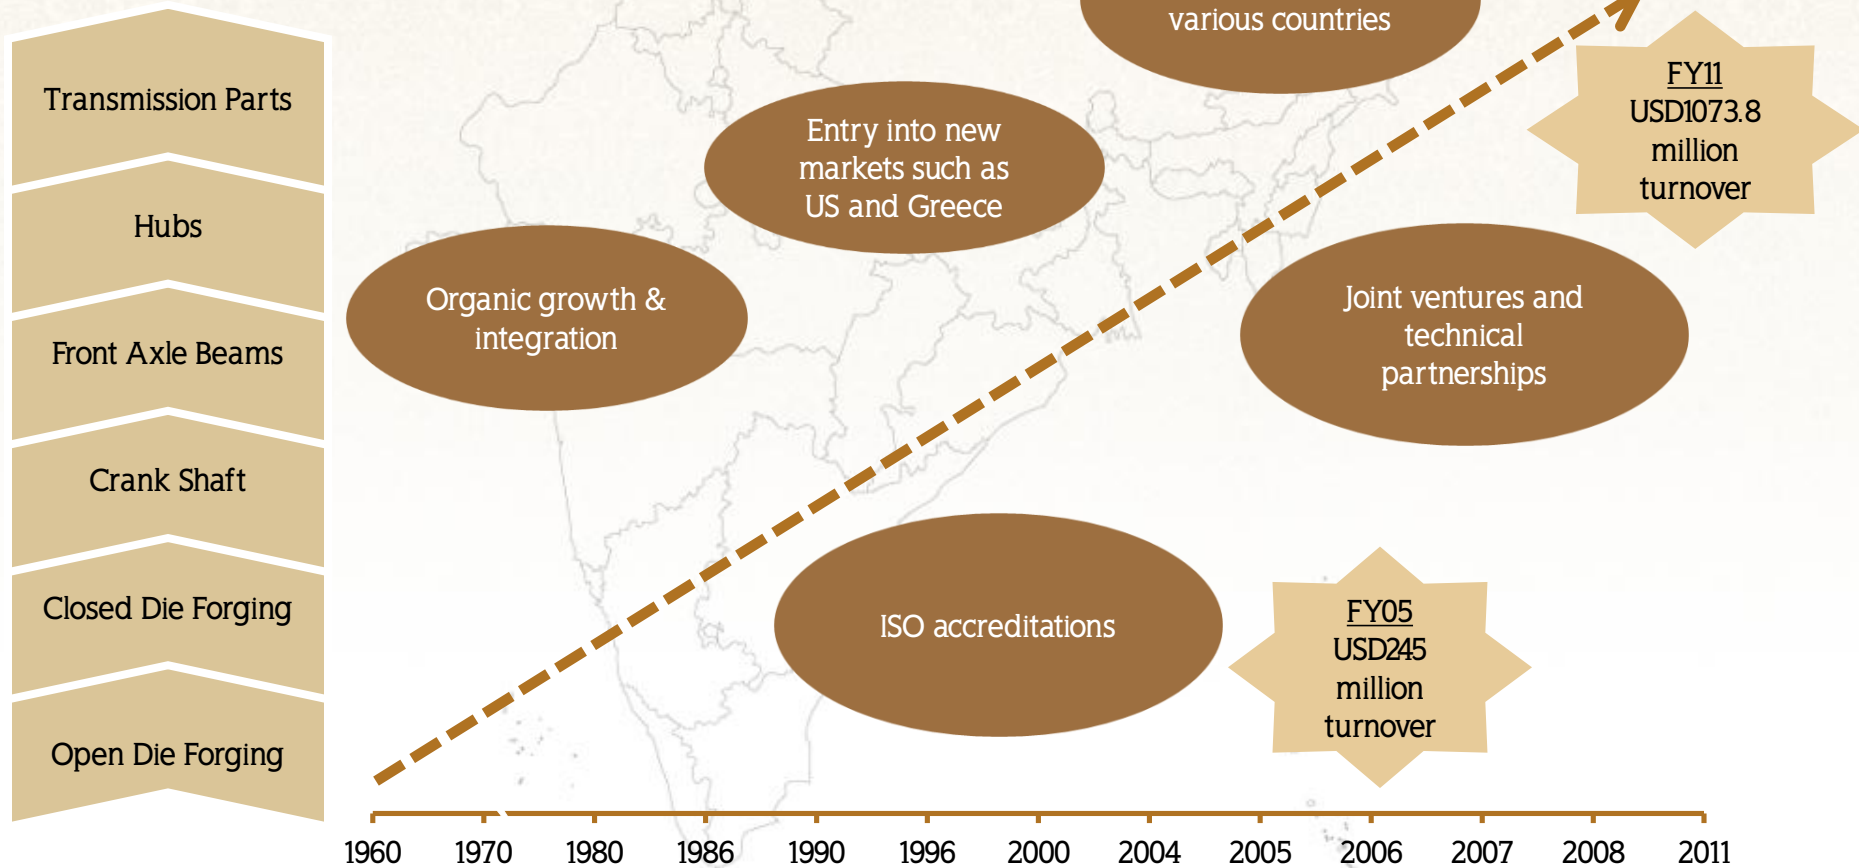 various countries
FY11
USD1073.8
million
turnover
Transmission Parts
Entry into new
markets such as
US and Greece
Hubs
Organic growth &
integration
Joint ventures and
technical
partnerships
Front Axle Beams
Crank Shaft
Closed Die Forging
ISO accreditations
FY05
USD245
million
turnover
Open Die Forging
1960 1970 1980 1986 1990 1996 2000 2004 2005 2006 2007 2008 2011